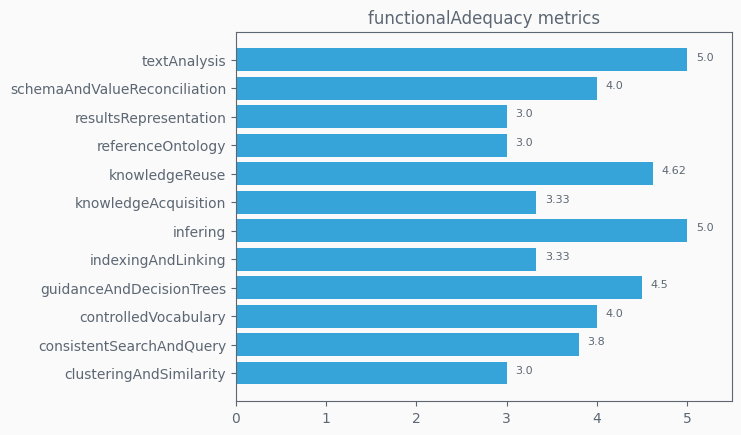 functionalAdequacy metrics
textAnalysis 5.0
schemaAndValueReconciliation 4.0
resultsRepresentation 3.0
referenceOntology 3.0
knowledgeReuse 4.62
knowledgeAcquisition 3.33
infering 5.0
indexingAndLinking 3.33
guidanceAndDecisionTrees 4.5
controlledVocabulary 4.0
consistentSearchAndQuery 3.8
clusteringAndSimilarity 3.0
0 1 2 3 4 5